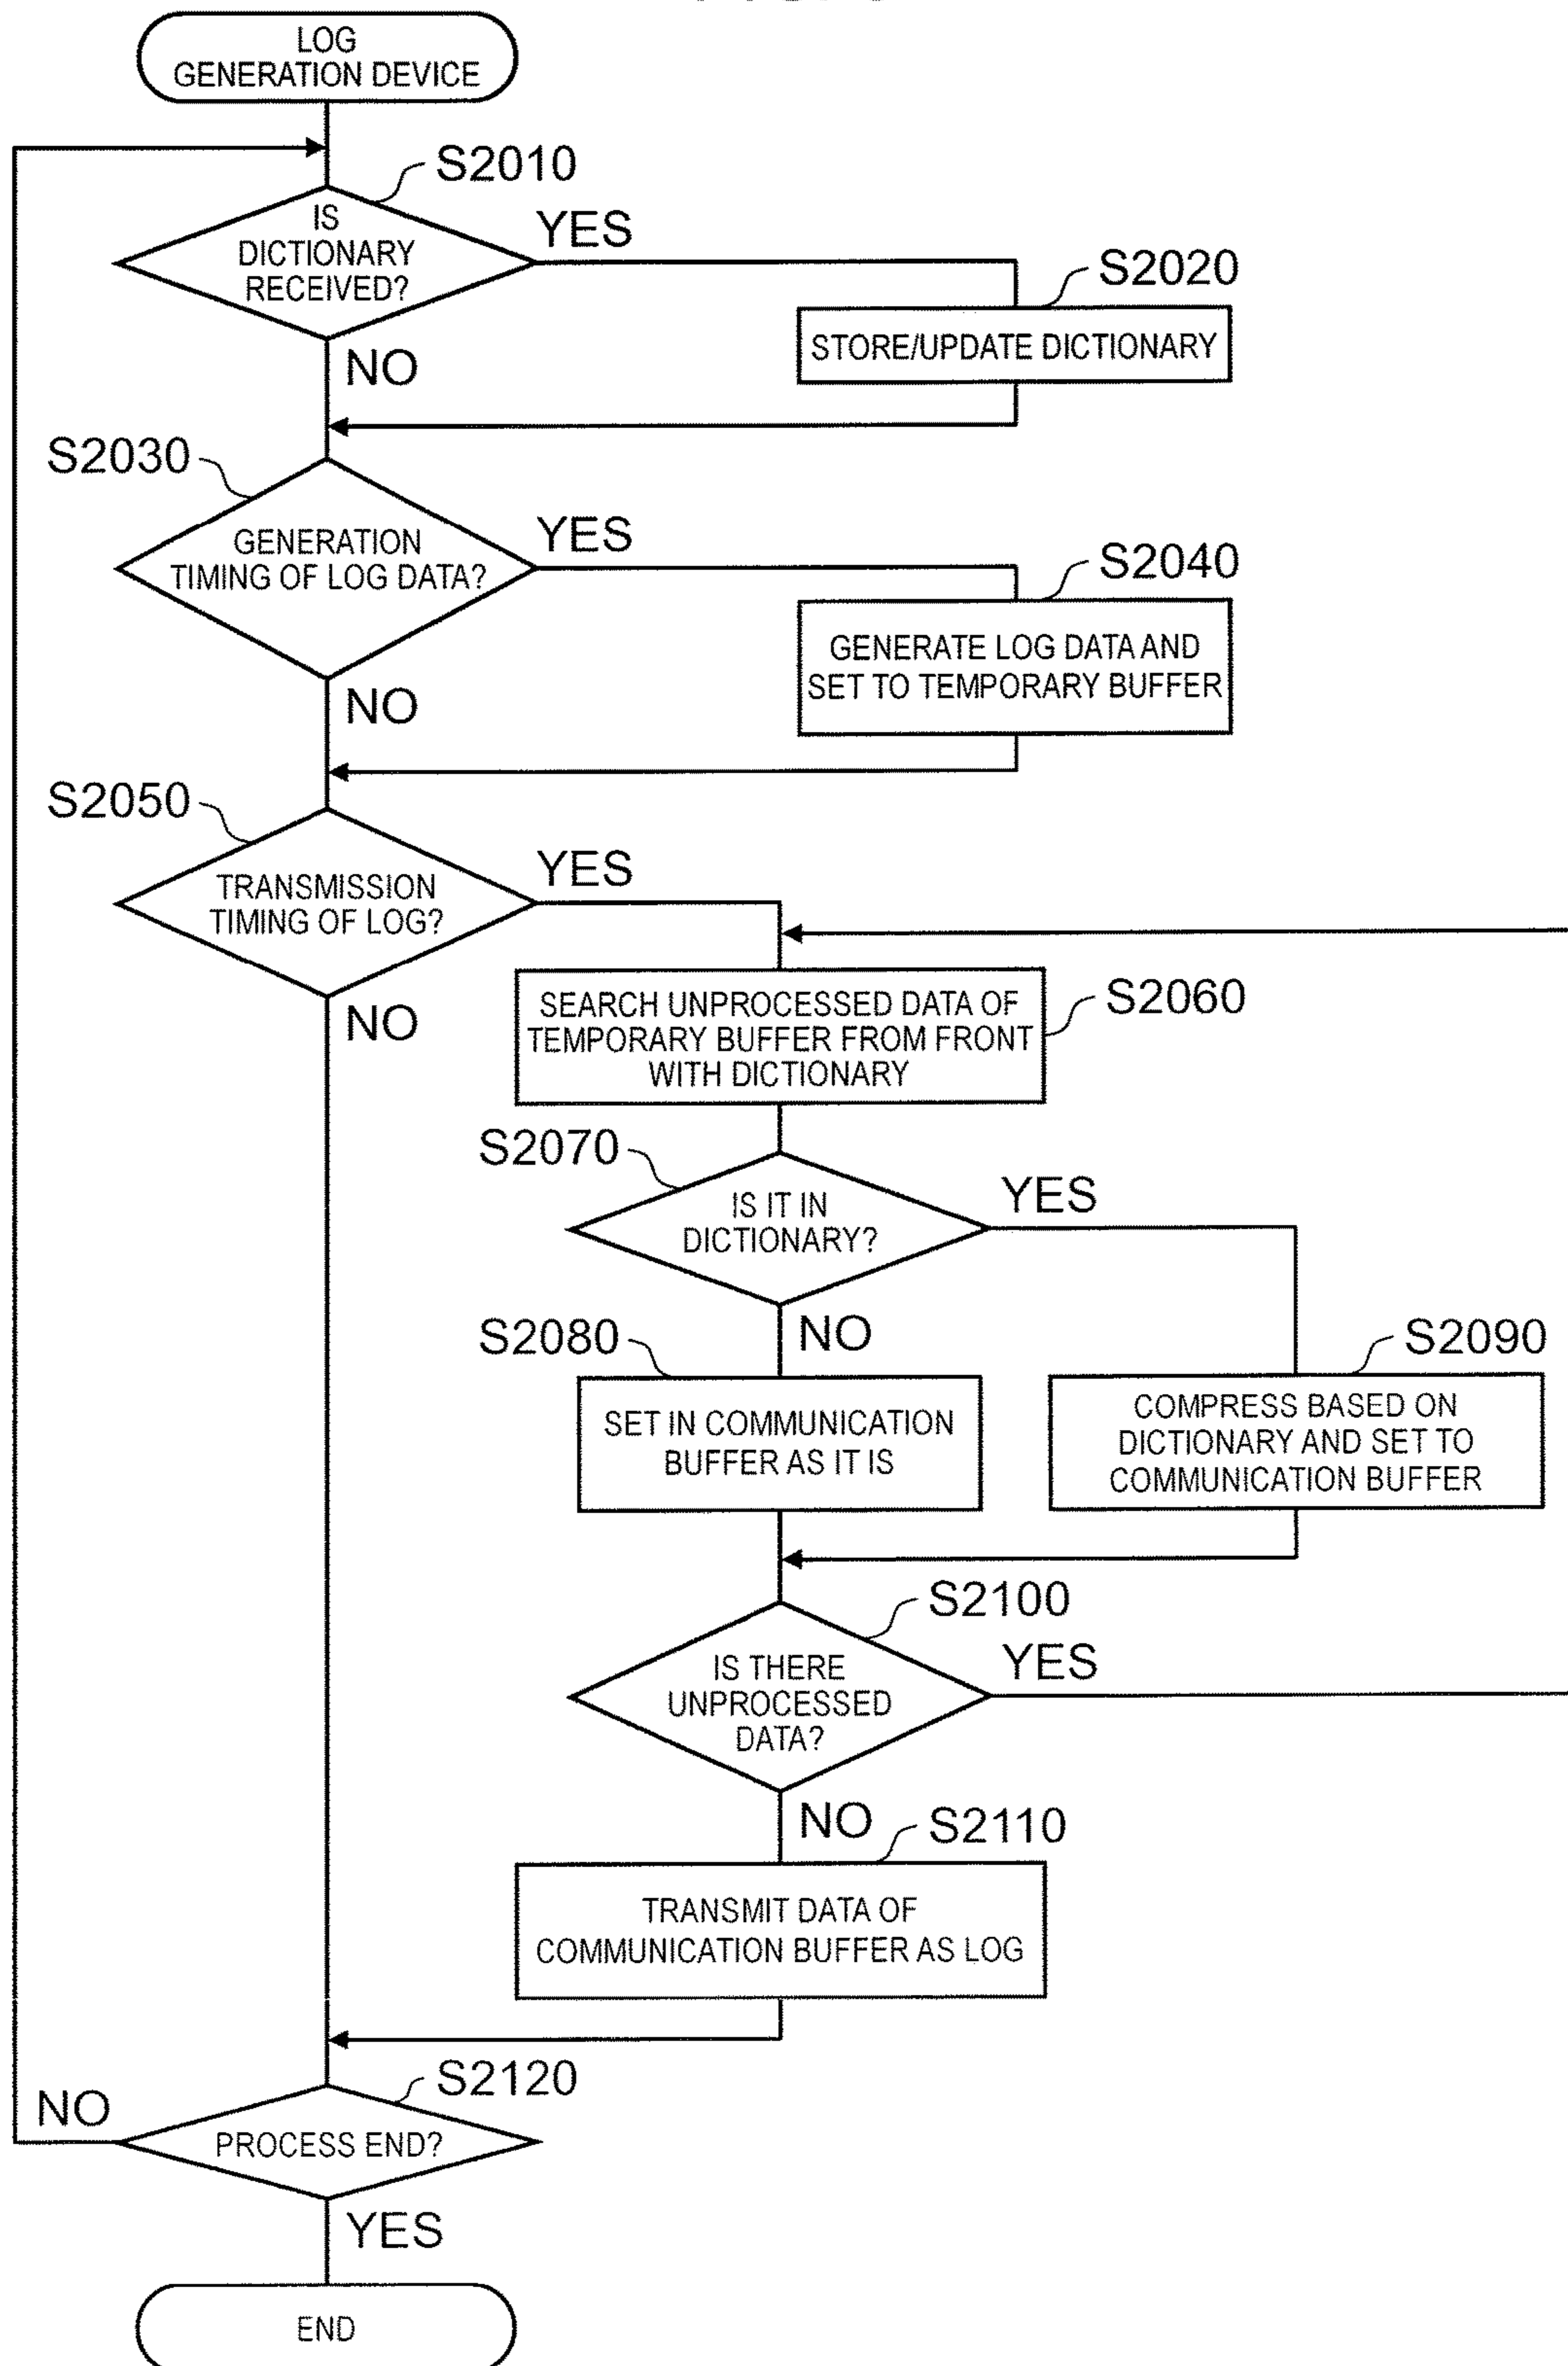 LOG
GENERATION DEVICE
S2010
IS
DICTIONARY
RECEIVED?
YES
S2020
STORE/UPDATE DICTIONARY
NO
S2030
GENERATION
TIMING OF LOG DATA?
YES
S2040
GENERATE LOG DATA AND
SET TO TEMPORARY BUFFER
NO
S2050
TRANSMISSION
TIMING OF LOG?
YES
NO
SEARCH UNPROCESSED DATA OF
TEMPORARY BUFFER FROM FRONT
WITH DICTIONARY
S2060
S2070
IS IT IN
DICTIONARY?
YES
NO
S2080
SET IN COMMUNICATION
BUFFER AS IT IS
S2090
COMPRESS BASED ON
DICTIONARY AND SET TO
COMMUNICATION BUFFER
S2100
IS THERE
UNPROCESSED
DATA?
YES
NO
S2110
TRANSMIT DATA OF
COMMUNICATION BUFFER AS LOG
S2120
NO
PROCESS END?
YES
END